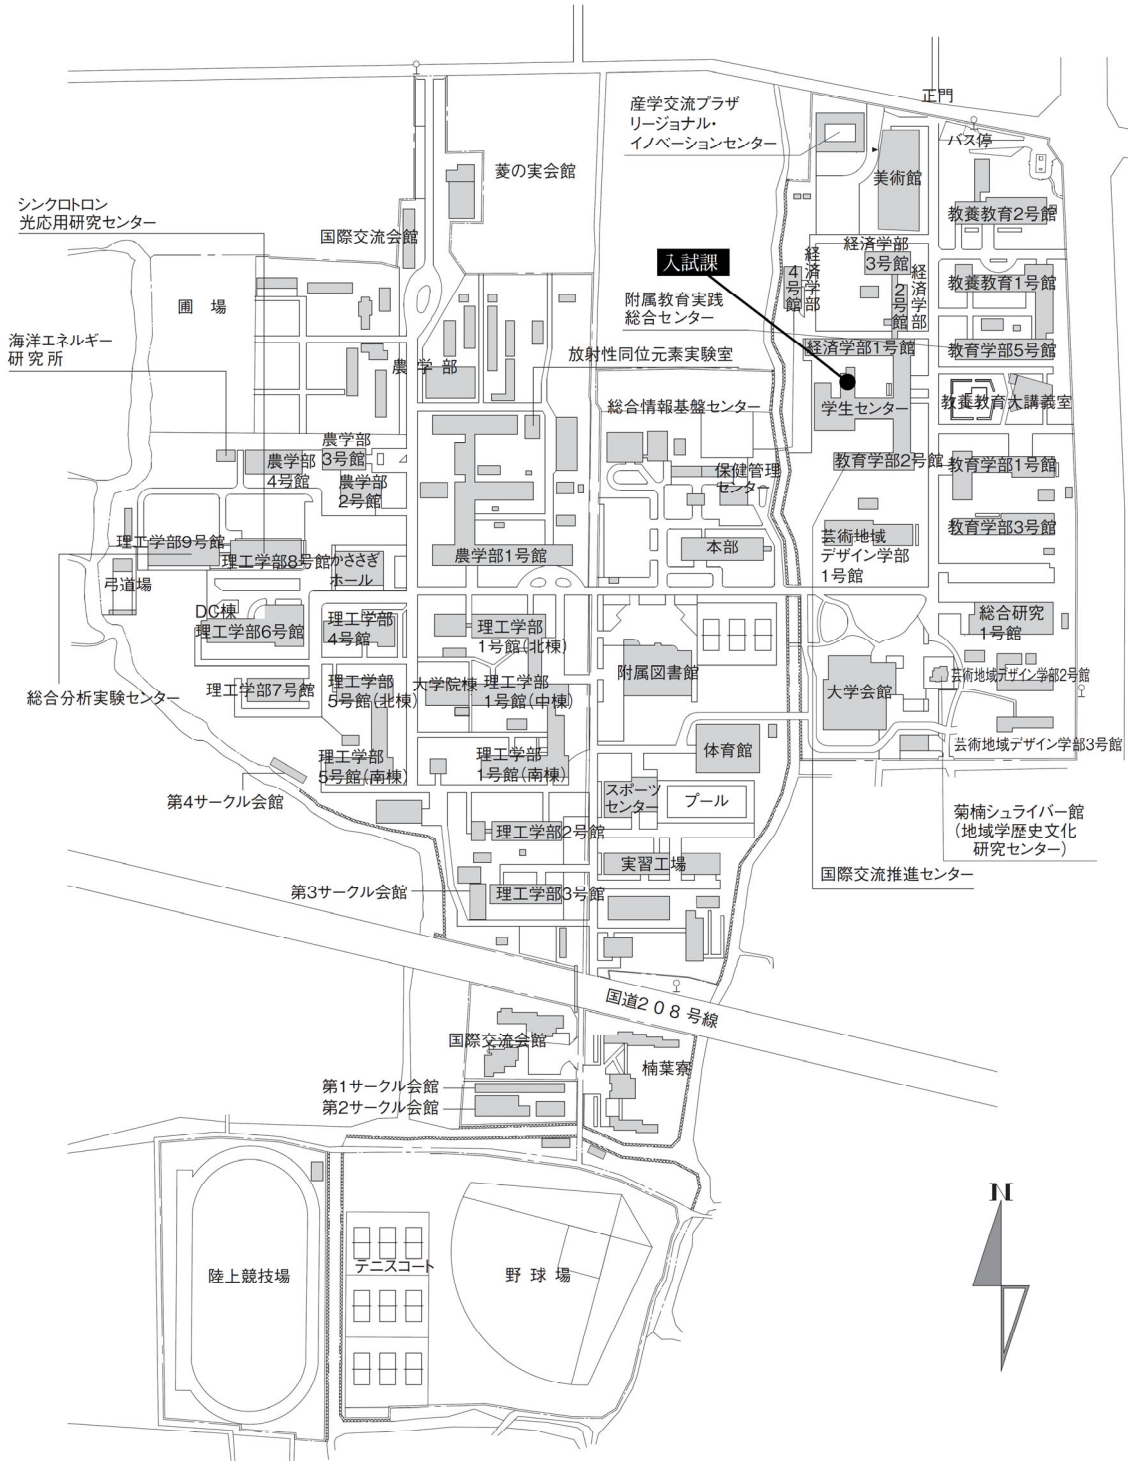 正門
産学交流プラザ
リージョナル・
イノベーションセンター
バス停
菱の実会館
美術館
シンクロトロン
光応用研究センター
教養教育2号館
国際交流会館
経済学部
3号館
入試課
経済学部
4号館
経済学部
2号館
教養教育1号館
圃場
附属教育実践
総合センター
海洋エネルギー
研究所
放射性同位元素実験室
経済学部1号館
教育学部5号館
農学部
総合情報基盤センター
学生センター
教養教育大講義室
農学部
3号館
農学部
4号館
農学部
2号館
保健管理
センター
教育学部2号館
教育学部1号館
教育学部3号館
理工学部9号館
理工学部8号館
かささぎ
ホール
農学部1号館
本部
芸術地域
デザイン学部
1号館
弓道場
DC棟
理工学部6号館
理工学部
4号館
理工学部
1号館(北棟)
総合研究
1号館
附属図書館
総合分析実験センター
理工学部7号館
理工学部
5号館(北棟)
大学院棟
理工学部
1号館(中棟)
大学会館
芸術地域デザイン学部2号館
理工学部
5号館(南棟)
理工学部
1号館(南棟)
体育館
芸術地域デザイン学部3号館
第4サークル会館
スポーツ
センター
プール
菊楠シュライバー館
(地域学歴史文化
研究センター)
理工学部2号館
実習工場
国際交流推進センター
第3サークル会館
理工学部3号館
国道208号線
国際交流会館
楠葉寮
第1サークル会館
第2サークル会館
N
陸上競技場
テニスコート
野球場